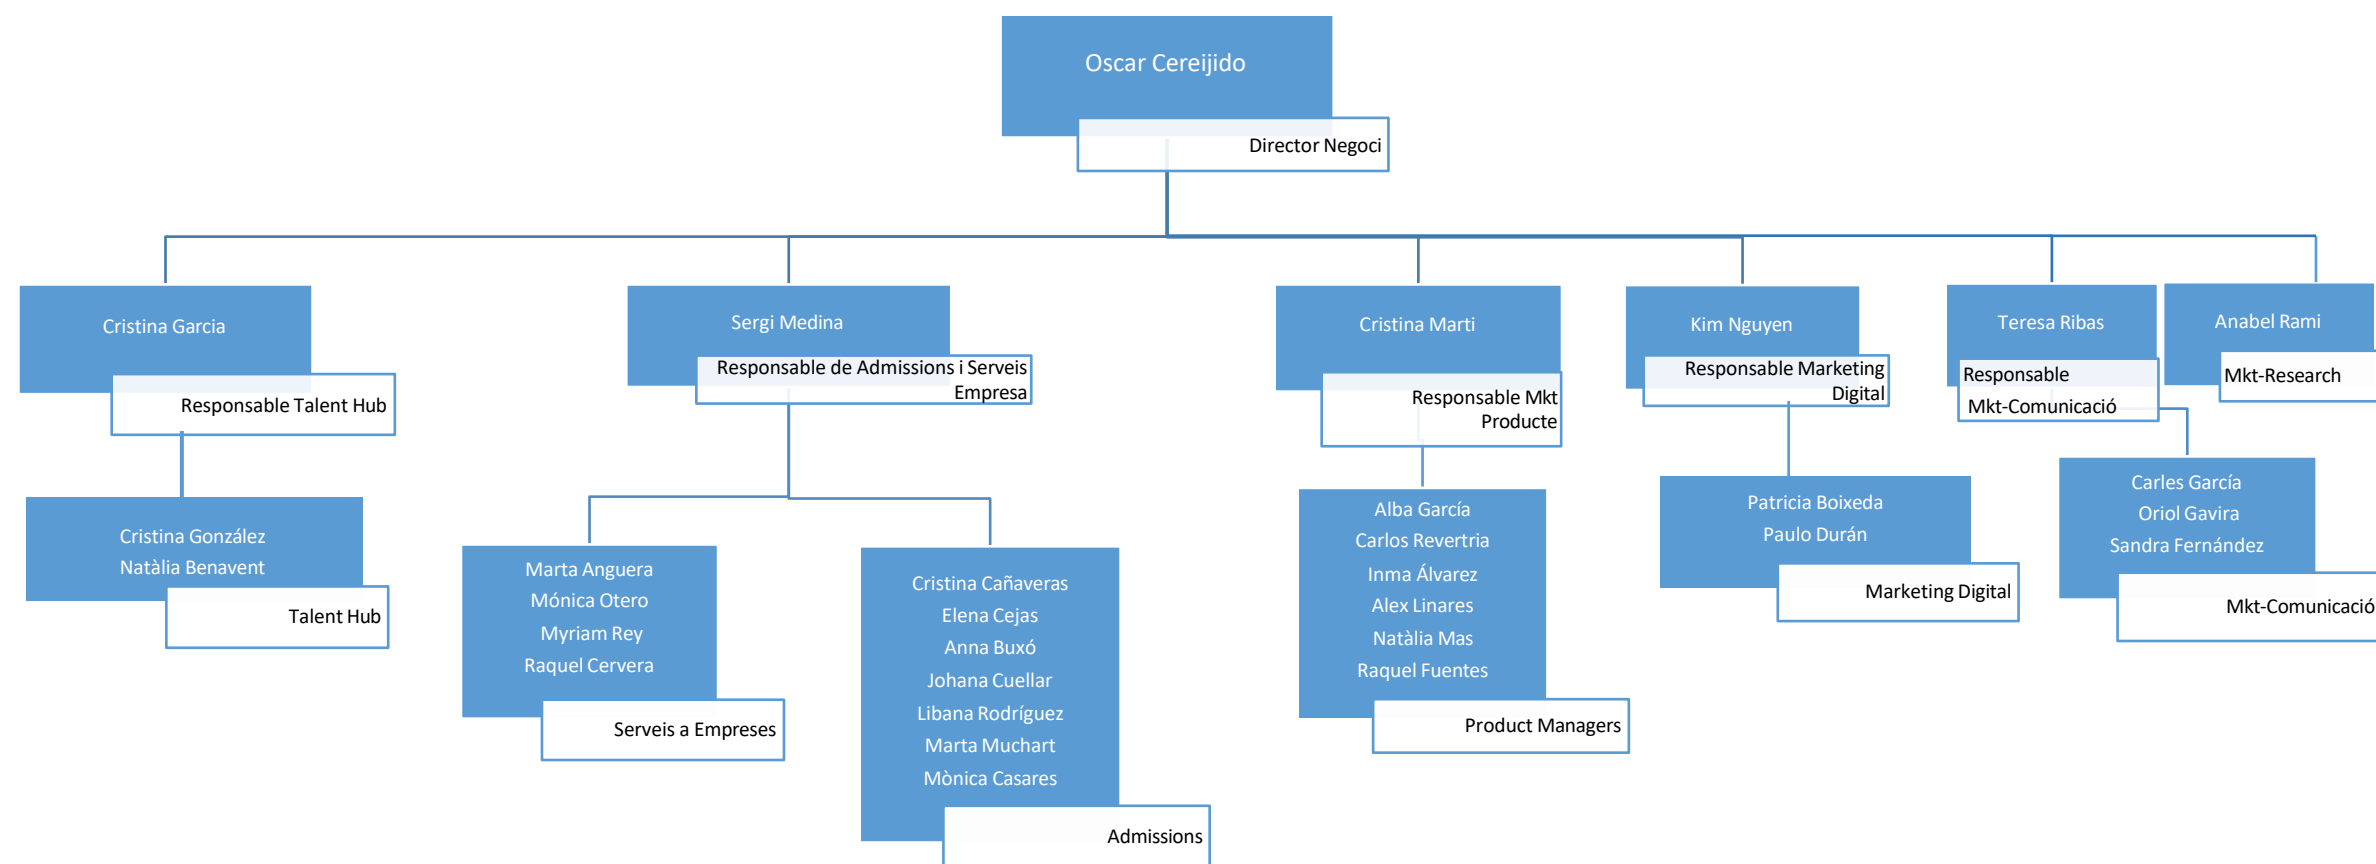 Oscar Cereijido
Director Negoci
Cristina Garcia
Responsable Talent Hub
Sergi Medina
Responsable de Admissions i Serveis
Empresa
Cristina Marti
Responsable Mkt
Producte
Kim Nguyen
Responsable Marketing
Digital
Teresa Ribas
Responsable
Mkt-Comunicació
Anabel Rami
Mkt-Research
Cristina González
Natàlia Benavent
Talent Hub
Marta Anguera
Mónica Otero
Myriam Rey
Raquel Cervera
Serveis a Empreses
Cristina Cañaveras
Elena Cejas
Anna Buxó
Johana Cuellar
Libana Rodríguez
Marta Muchart
Mònica Casares
Admissions
Alba García
Carlos Revertria
Inma Álvarez
Alex Linares
Natàlia Mas
Raquel Fuentes
Product Managers
Patricia Boixeda
Paulo Durán
Marketing Digital
Carles García
Oriol Gavira
Sandra Fernández
Mkt-Comunicació